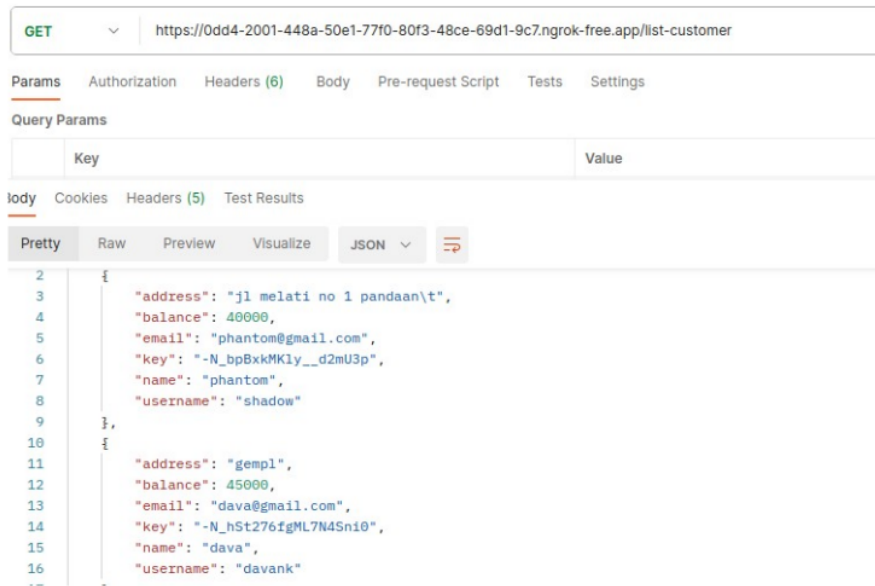 GET https://0dd4-2001-448a-50e1-77f0-80f3-48ce-69d1-9c7.ngrok-free.app/list-customer
Params Authorization Headers (6) Body Pre-request Script Tests Settings
Query Params
Key Value
Body Cookies Headers (5) Test Results
Pretty Raw Preview Visualize JSON
2 {
3 "address": "jl melati no 1 pandaan\t",
4 "balance": 40000,
5 "email": "phantom@gmail.com",
6 "key": "-N_bpBxkMKly__d2mU3p",
7 "name": "phantom",
8 "username": "shadow"
9 },
10 {
11 "address": "gempl",
12 "balance": 45000,
13 "email": "dava@gmail.com",
14 "key": "-N_hSt276fgML7N4Sni0",
15 "name": "dava",
16 "username": "davank"